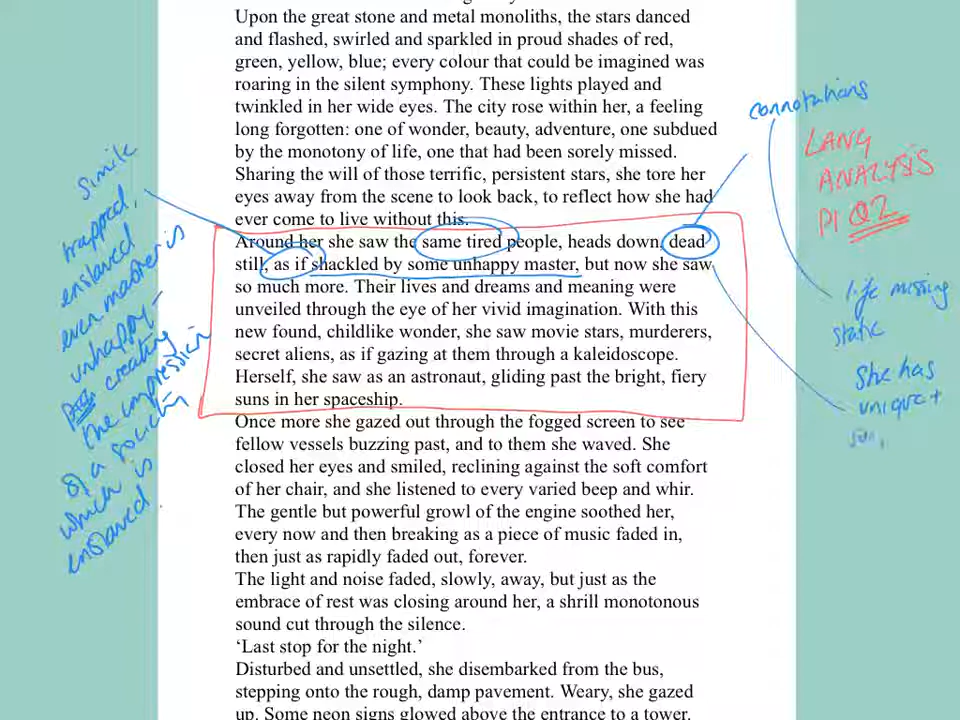 Upon the great stone and metal monoliths, the stars danced
and flashed, swirled and sparkled in proud shades of red,
green, yellow, blue; every colour that could be imagined was
roaring in the silent symphony. These lights played and
twinkled in her wide eyes. The city rose within her, a feeling
long forgotten: one of wonder, beauty, adventure, one subdued
by the monotony of life, one that had been sorely missed.
Sharing the will of those terrific, persistent stars, she tore her
eyes away from the scene to look back, to reflect how she had
ever come to live without this.
Around her she saw the same tired people, heads down, dead
still, as if shackled by some unhappy master, but now she saw
so much more. Their lives and dreams and meaning were
unveiled through the eye of her vivid imagination. With this
new found, childlike wonder, she saw movie stars, murderers,
secret aliens, as if gazing at them through a kaleidoscope.
Herself, she saw as an astronaut, gliding past the bright, fiery
suns in her spaceship.
Once more she gazed out through the fogged screen to see
fellow vessels buzzing past, and to them she waved. She
closed her eyes and smiled, reclining against the soft comfort
of her chair, and she listened to every varied beep and whir.
The gentle but powerful growl of the engine soothed her,
every now and then breaking as a piece of music faded in,
then just as rapidly faded out, forever.
The light and noise faded, slowly, away, but just as the
embrace of rest was closing around her, a shrill monotonous
sound cut through the silence.
‘Last stop for the night.’
Disturbed and unsettled, she disembarked from the bus,
stepping onto the rough, damp pavement. Weary, she gazed
up. Some neon signs glowed above the entrance to a tower.
simile
trapped,
enslaved
even master is
unhappy -
creating
the impression
of a society
which is
enslaved
connotations
LANG
ANALYSIS
P1 Q2
life missing
static
She has
unique +